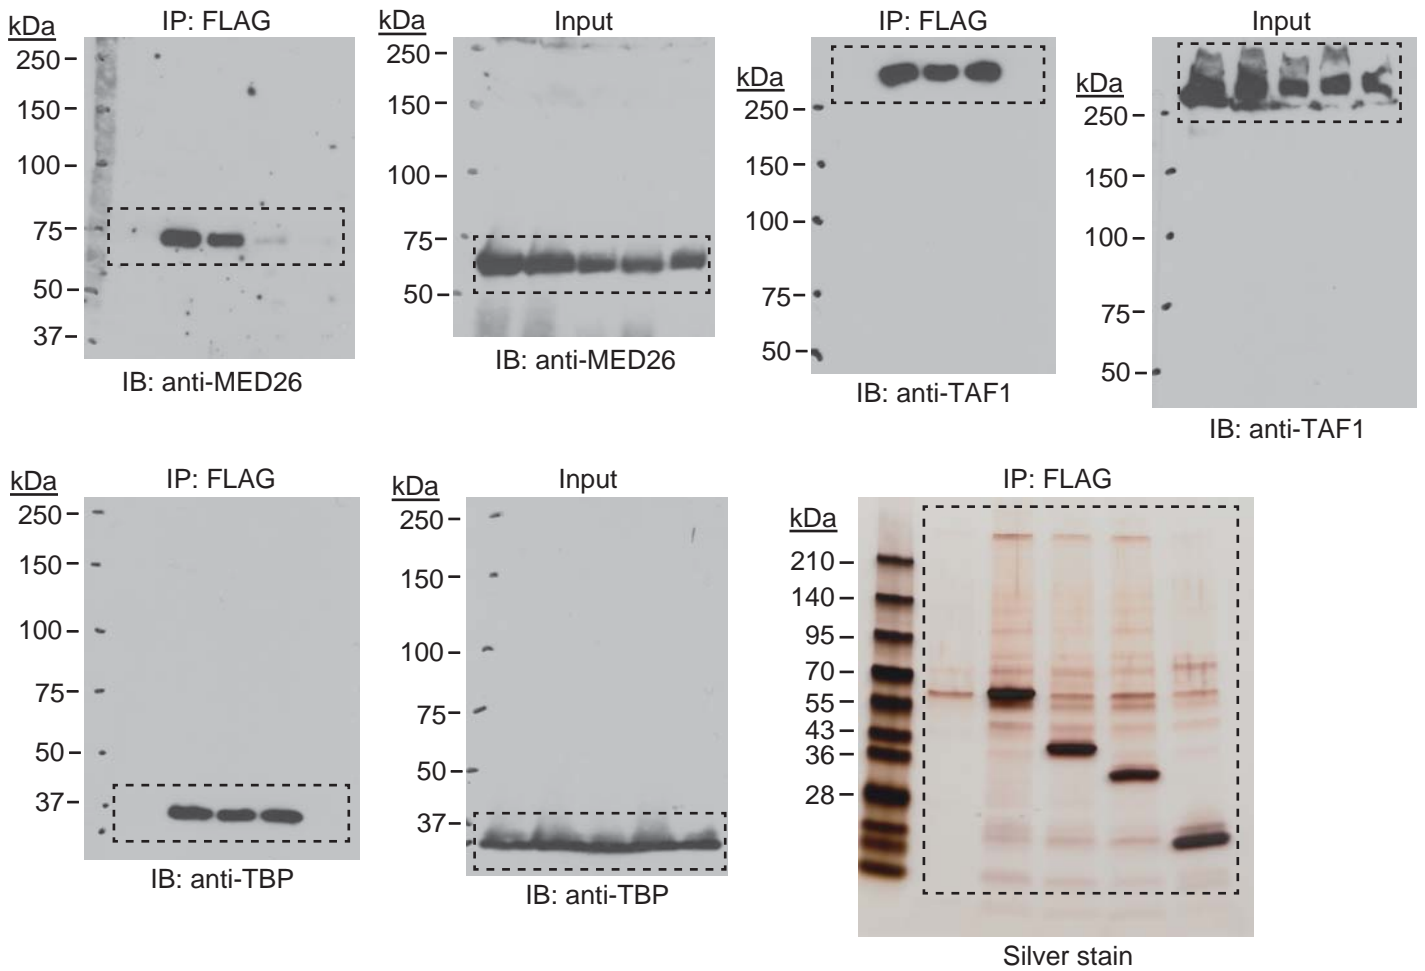 IP: FLAG
kDa
250
150
100
75
50
37
IB: anti-MED26
Input
kDa
250
150
100
75
50
IB: anti-MED26
IP: FLAG
kDa
250
150
100
75
50
IB: anti-TAF1
Input
kDa
250
150
100
75
50
IB: anti-TAF1
IP: FLAG
kDa
250
150
100
75
50
37
IB: anti-TBP
Input
kDa
250
150
100
75
50
37
IB: anti-TBP
IP: FLAG
kDa
210
140
95
70
55
43
36
28
Silver stain